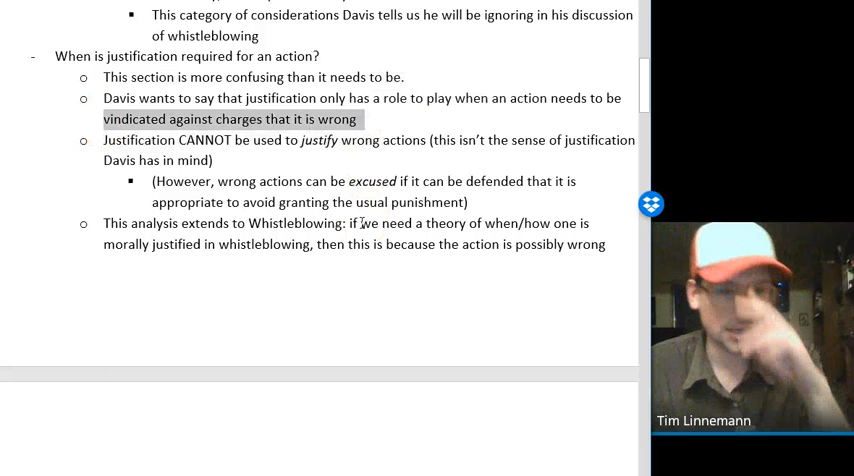 ▪ This category of considerations Davis tells us he will be ignoring in his discussion
of whistleblowing
- When is justification required for an action?
o This section is more confusing than it needs to be.
o Davis wants to say that justification only has a role to play when an action needs to be
vindicated against charges that it is wrong
o Justification CANNOT be used to justify wrong actions (this isn't the sense of justification
Davis has in mind)
▪ (However, wrong actions can be excused if it can be defended that it is
appropriate to avoid granting the usual punishment)
o This analysis extends to Whistleblowing: if we need a theory of when/how one is
morally justified in whistleblowing, then this is because the action is possibly wrong
Tim Linnemann